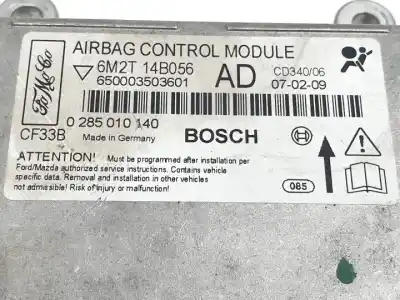 FoMoCo
AIRBAG CONTROL MODULE
6M2T 14B056 AD CD340/06
650003503601 07-02-09
0 285 010 140
CF33B Made in Germany BOSCH
ATTENTION! Must be programmed after installation per
Ford/Mazda authorized service instructions. Contains vehicle
specific data. Removal and installation in other vehicles is
not admissible! Risk of injury or malfunction!
085